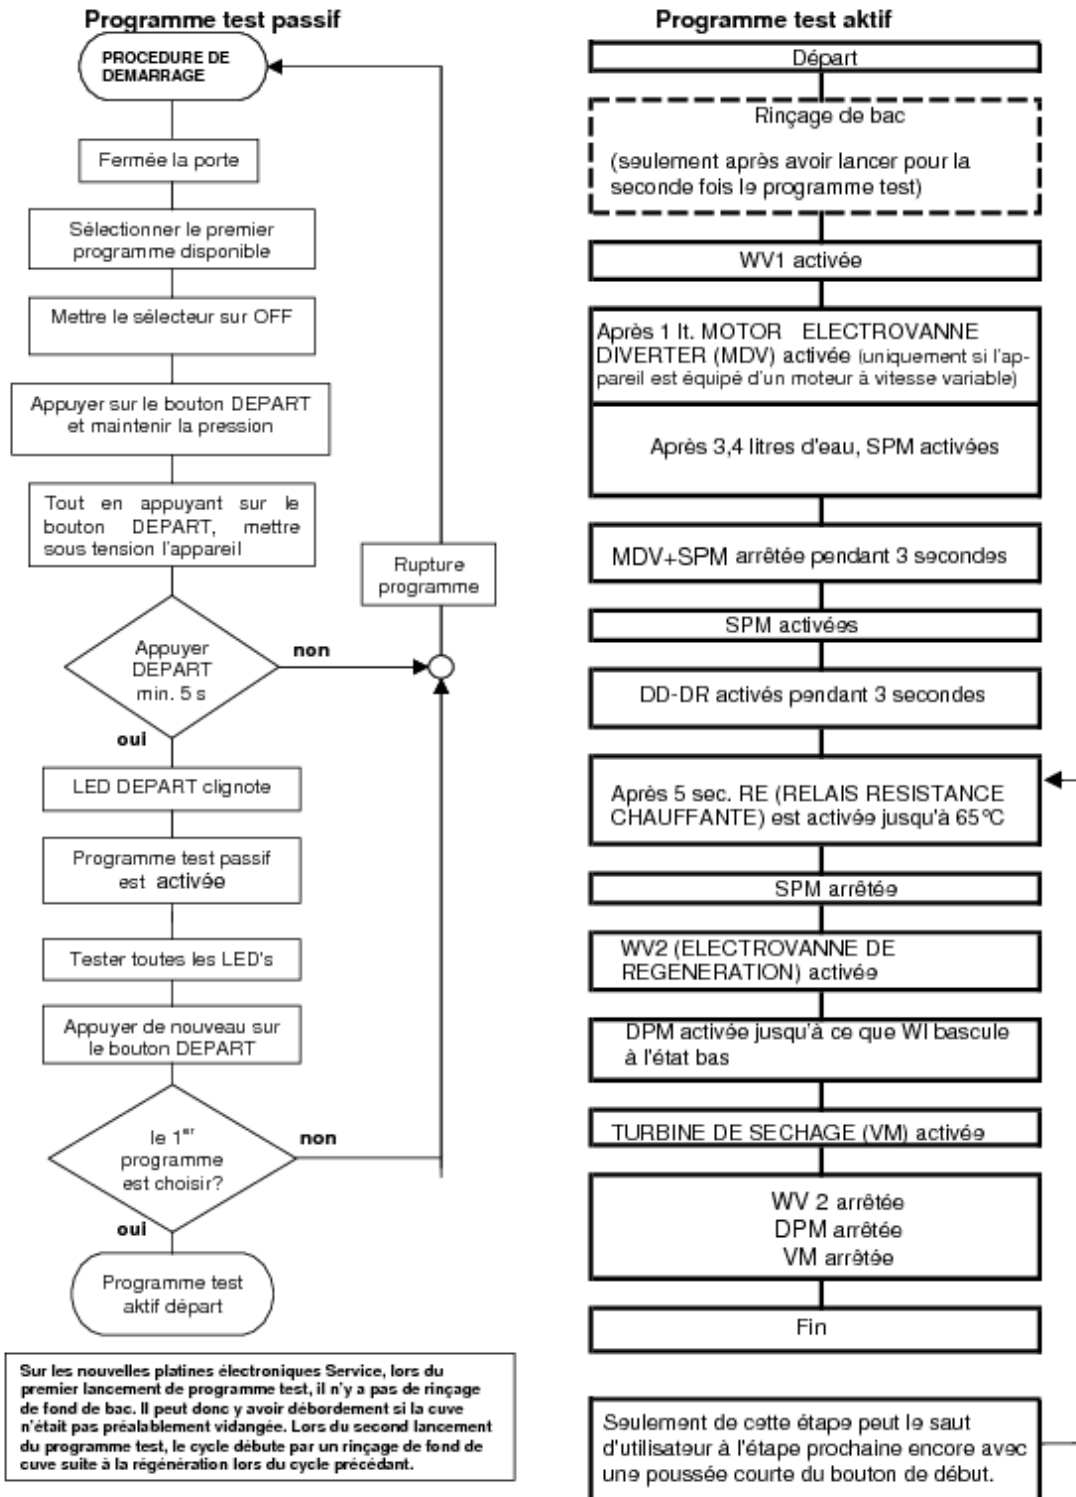 Programme test passif
PROCEDURE DE
DEMARRAGE
Fermée la porte
Sélectionner le premier
programme disponible
Mettre le sélecteur sur OFF
Appuyer sur le bouton DEPART
et maintenir la pression
Tout en appuyant sur le
bouton DEPART, mettre
sous tension l'appareil
Rupture
programme
Appuyer
DEPART
min. 5 s
non
oui
LED DEPART clignote
Programme test passif
est activée
Tester toutes les LED's
Appuyer de nouveau sur
le bouton DEPART
le 1er
programme
est choisir?
non
oui
Programme test
aktif départ
Sur les nouvelles platines électroniques Service, lors du
premier lancement de programme test, il n'y a pas de rinçage
de fond de bac. Il peut donc y avoir débordement si la cuve
n'était pas préalablement vidangée. Lors du second lancement
du programme test, le cycle débute par un rinçage de fond de
cuve suite à la régénération lors du cycle précédant.
Programme test aktif
Départ
Rinçage de bac
(seulement après avoir lancer pour la
seconde fois le programme test)
WV1 activée
Après 1 lt. MOTOR ELECTROVANNE
DIVERTER (MDV) activée (uniquement si l'ap-
pareil est équipé d'un moteur à vitesse variable)
Après 3,4 litres d'eau, SPM activées
MDV+SPM arrêtée pendant 3 secondes
SPM activées
DD-DR activés pendant 3 secondes
Après 5 sec. RE (RELAIS RESISTANCE
CHAUFFANTE) est activée jusqu'à 65°C
SPM arrêtée
WV2 (ELECTROVANNE DE
REGENERATION) activée
DPM activée jusqu'à ce que WI bascule
à l'état bas
TURBINE DE SECHAGE (VM) activée
WV 2 arrêtée
DPM arrêtée
VM arrêtée
Fin
Seulement de cette étape peut le saut
d'utilisateur à l'étape prochaine encore avec
une poussée courte du bouton de début.